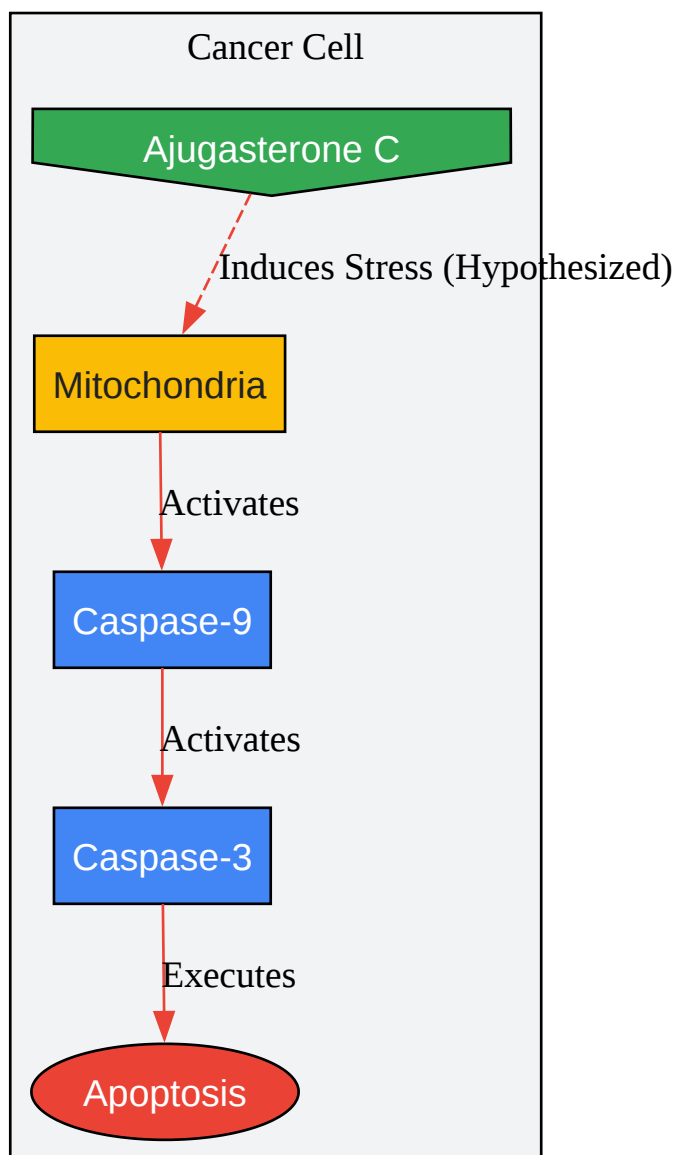 Cancer Cell
Ajugasterone C
Induces Stress (Hypothesized)
Mitochondria
Activates
Caspase-9
Activates
Caspase-3
Executes
Apoptosis